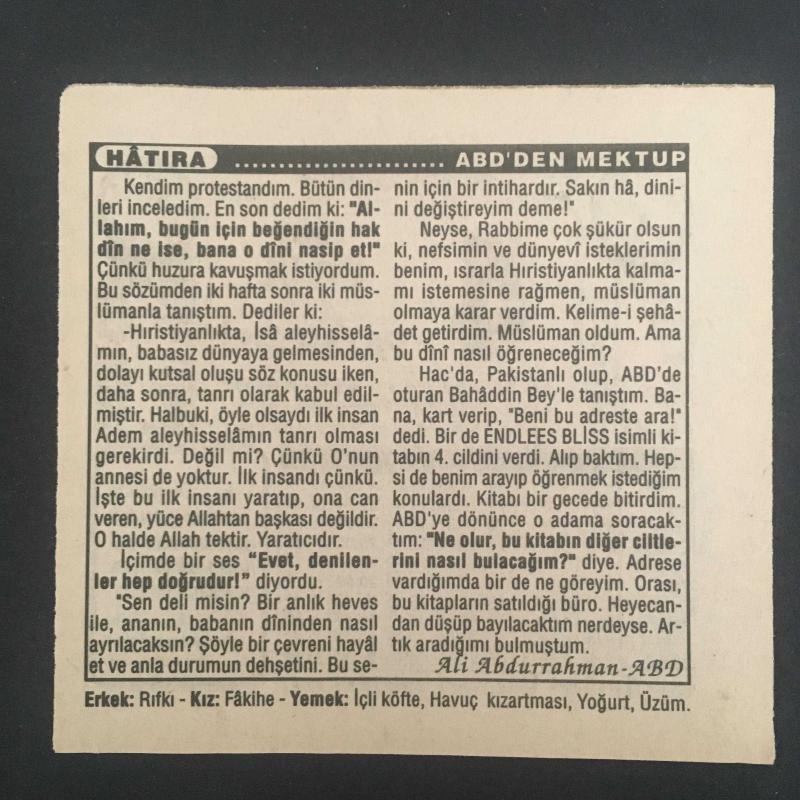 HÂTIRA ........................ ABD'DEN MEKTUP
Kendim protestandım. Bütün din-
leri inceledim. En son dedim ki: "Al-
lahım, bugün için beğendiğin hak
dîn ne ise, bana o dîni nasip et!"
Çünkü huzura kavuşmak istiyordum.
Bu sözümden iki hafta sonra iki müs-
lümanla tanıştım. Dediler ki:
-Hıristiyanlıkta, İsâ aleyhisselâ-
mın, babasız dünyaya gelmesinden,
dolayı kutsal oluşu söz konusu iken,
daha sonra, tanrı olarak kabul edil-
miştir. Halbuki, öyle olsaydı ilk insan
Adem aleyhisselâmın tanrı olması
gerekirdi. Değil mi? Çünkü O'nun
annesi de yoktur. İlk insandı çünkü.
İşte bu ilk insanı yaratıp, ona can
veren, yüce Allahtan başkası değildir.
O halde Allah tektir. Yaratıcıdır.
İçimde bir ses "Evet, denilen-
ler hep doğrudur!" diyordu.
"Sen deli misin? Bir anlık heves
ile, ananın, babanın dîninden nasıl
ayrılacaksın? Şöyle bir çevreni hayâl
et ve anla durumun dehşetini. Bu se-
nin için bir intihardır. Sakın hâ, dini-
ni değiştireyim deme!"
Neyse, Rabbime çok şükür olsun
ki, nefsimin ve dünyevî isteklerimin
benim, ısrarla Hıristiyanlıkta kalma-
mı istemesine rağmen, müslüman
olmaya karar verdim. Kelime-i şehâ-
det getirdim. Müslüman oldum. Ama
bu dînî nasıl öğreneceğim?
Hac'da, Pakistanlı olup, ABD'de
oturan Bahâddin Bey'le tanıştım. Ba-
na, kart verip, "Beni bu adreste ara!"
dedi. Bir de ENDLEES BLİSS isimli ki-
tabın 4. cildini verdi. Alıp baktım. Hep-
si de benim arayıp öğrenmek istediğim
konulardı. Kitabı bir gecede bitirdim.
ABD'ye dönünce o adama soracak-
tım: "Ne olur, bu kitabın diğer ciltle-
rini nasıl bulacağım?" diye. Adrese
vardığımda bir de ne göreyim. Orası,
bu kitapların satıldığı büro. Heyecan-
dan düşüp bayılacaktım nerdeyse. Ar-
tık aradığımı bulmuştum.
Ali Abdurrahman-ABD
Erkek: Rıfkı - Kız: Fâkihe - Yemek: İçli köfte, Havuç kızartması, Yoğurt, Üzüm.